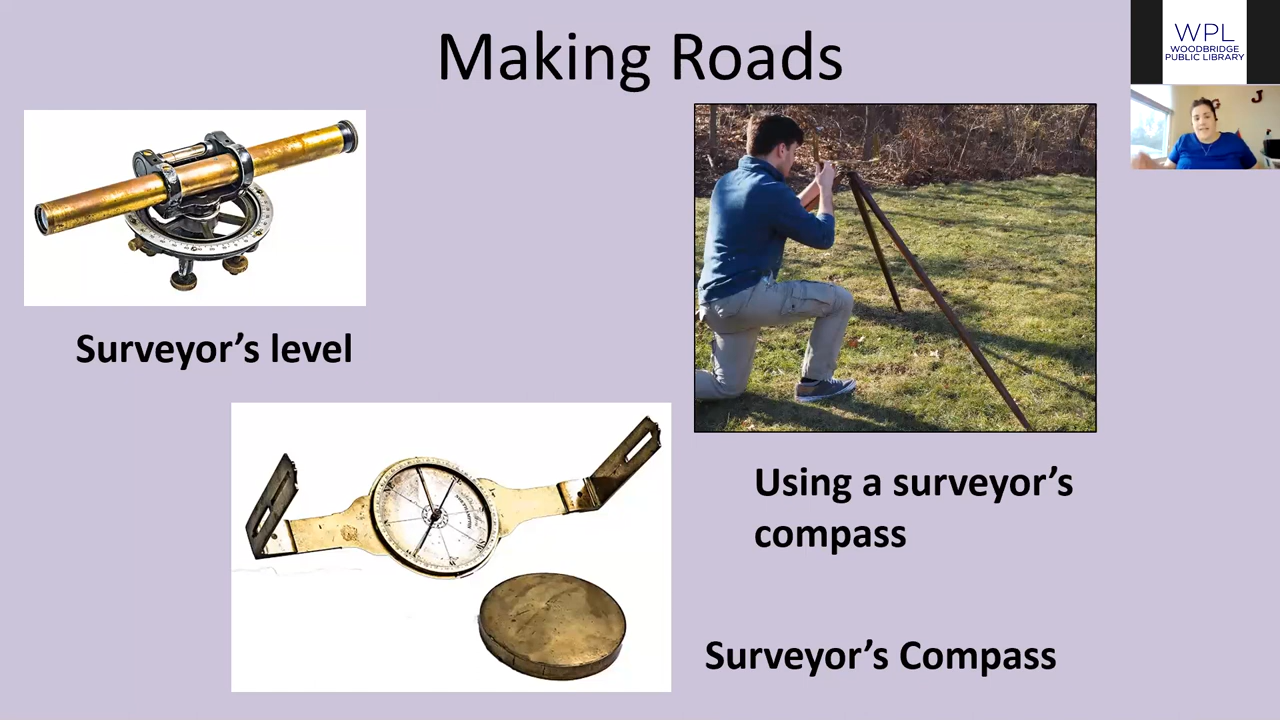 Making Roads
WPL
WOODBRIDGE
PUBLIC LIBRARY
Surveyor's level
Using a surveyor's
compass
Surveyor's Compass